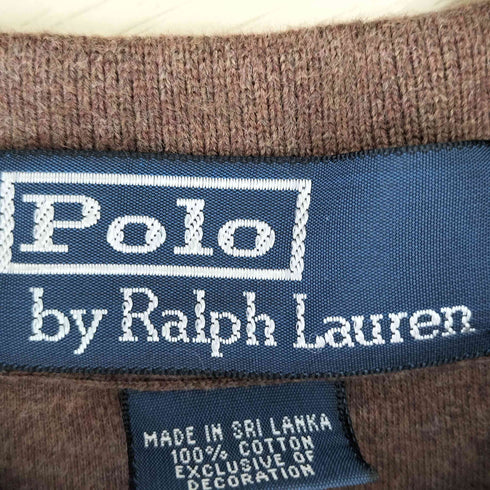 Polo
by Ralph Lauren
MADE IN SRI LANKA
100% COTTON
EXCLUSIVE OF
DECORATION